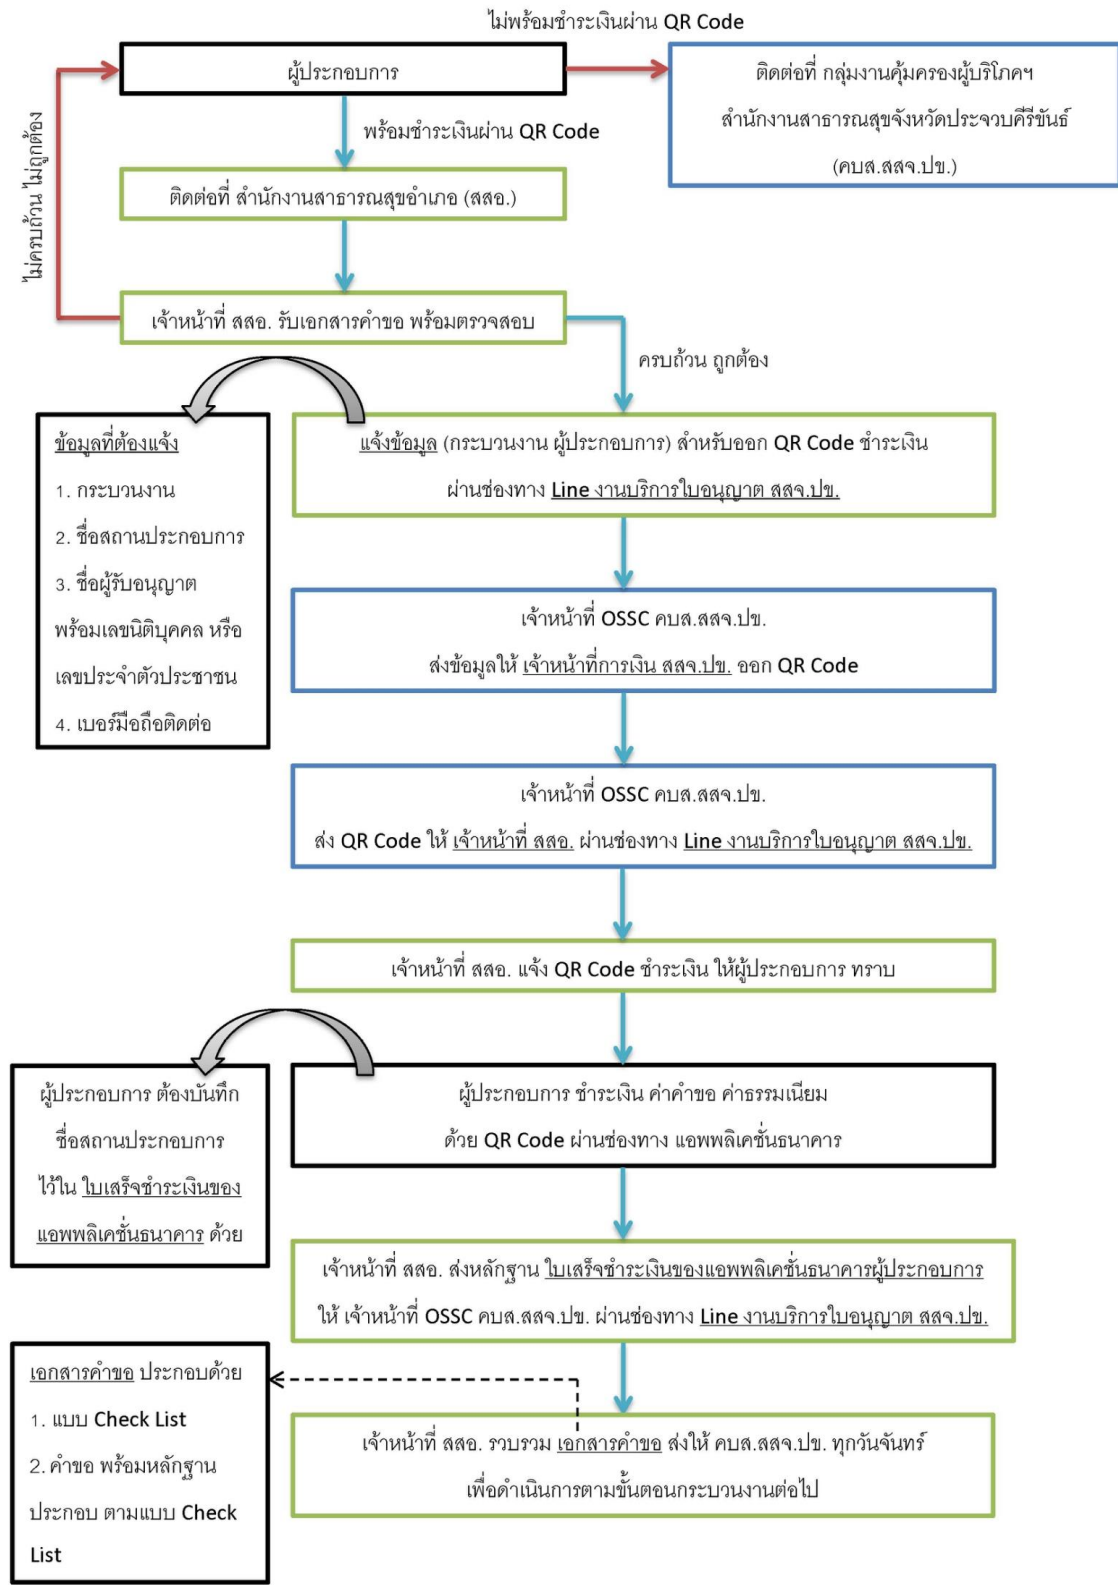 ไม่พร้อมชำระเงินผ่าน QR Code
ผู้ประกอบการ
ติดต่อที่ กลุ่มงานคุ้มครองผู้บริโภคฯ
สำนักงานสาธารณสุขจังหวัดประจวบคีรีขันธ์
(คบส.สสจ.ปข.)
พร้อมชำระเงินผ่าน QR Code
ไม่ครบถ้วน ไม่ถูกต้อง
ติดต่อที่ สำนักงานสาธารณสุขอำเภอ (สสอ.)
เจ้าหน้าที่ สสอ. รับเอกสารคำขอ พร้อมตรวจสอบ
ครบถ้วน ถูกต้อง
ข้อมูลที่ต้องแจ้ง
1. กระบวนงาน
2. ชื่อสถานประกอบการ
3. ชื่อผู้รับอนุญาต
พร้อมเลขนิติบุคคล หรือ
เลขประจำตัวประชาชน
4. เบอร์มือถือติดต่อ
แจ้งข้อมูล (กระบวนงาน ผู้ประกอบการ) สำหรับออก QR Code ชำระเงิน
ผ่านช่องทาง Line งานบริการใบอนุญาต สสจ.ปข.
เจ้าหน้าที่ OSSC คบส.สสจ.ปข.
ส่งข้อมูลให้ เจ้าหน้าที่การเงิน สสจ.ปข. ออก QR Code
เจ้าหน้าที่ OSSC คบส.สสจ.ปข.
ส่ง QR Code ให้ เจ้าหน้าที่ สสอ. ผ่านช่องทาง Line งานบริการใบอนุญาต สสจ.ปข.
เจ้าหน้าที่ สสอ. แจ้ง QR Code ชำระเงิน ให้ผู้ประกอบการ ทราบ
ผู้ประกอบการ ต้องบันทึก
ชื่อสถานประกอบการ
ไว้ใน ใบเสร็จชำระเงินของ
แอพพลิเคชั่นธนาคาร ด้วย
ผู้ประกอบการ ชำระเงิน ค่าคำขอ ค่าธรรมเนียม
ด้วย QR Code ผ่านช่องทาง แอพพลิเคชั่นธนาคาร
เจ้าหน้าที่ สสอ. ส่งหลักฐาน ใบเสร็จชำระเงินของแอพพลิเคชั่นธนาคารผู้ประกอบการ
ให้ เจ้าหน้าที่ OSSC คบส.สสจ.ปข. ผ่านช่องทาง Line งานบริการใบอนุญาต สสจ.ปข.
เอกสารคำขอ ประกอบด้วย
1. แบบ Check List
2. คำขอ พร้อมหลักฐาน
ประกอบ ตามแบบ Check
List
เจ้าหน้าที่ สสอ. รวบรวม เอกสารคำขอ ส่งให้ คบส.สสจ.ปข. ทุกวันจันทร์
เพื่อดำเนินการตามขั้นตอนกระบวนงานต่อไป